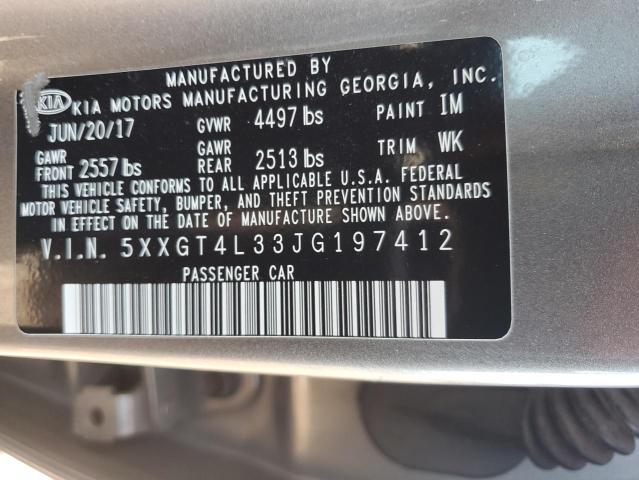 MANUFACTURED BY
KIA KIA MOTORS MANUFACTURING GEORGIA, INC.
JUN/20/17 GVWR 4497 lbs PAINT IM
GAWR FRONT 2557 lbs GAWR REAR 2513 lbs TRIM WK
THIS VEHICLE CONFORMS TO ALL APPLICABLE U.S.A. FEDERAL
MOTOR VEHICLE SAFETY, BUMPER, AND THEFT PREVENTION STANDARDS
IN EFFECT ON THE DATE OF MANUFACTURE SHOWN ABOVE.
V.I.N. 5XXGT4L33JG197412
PASSENGER CAR